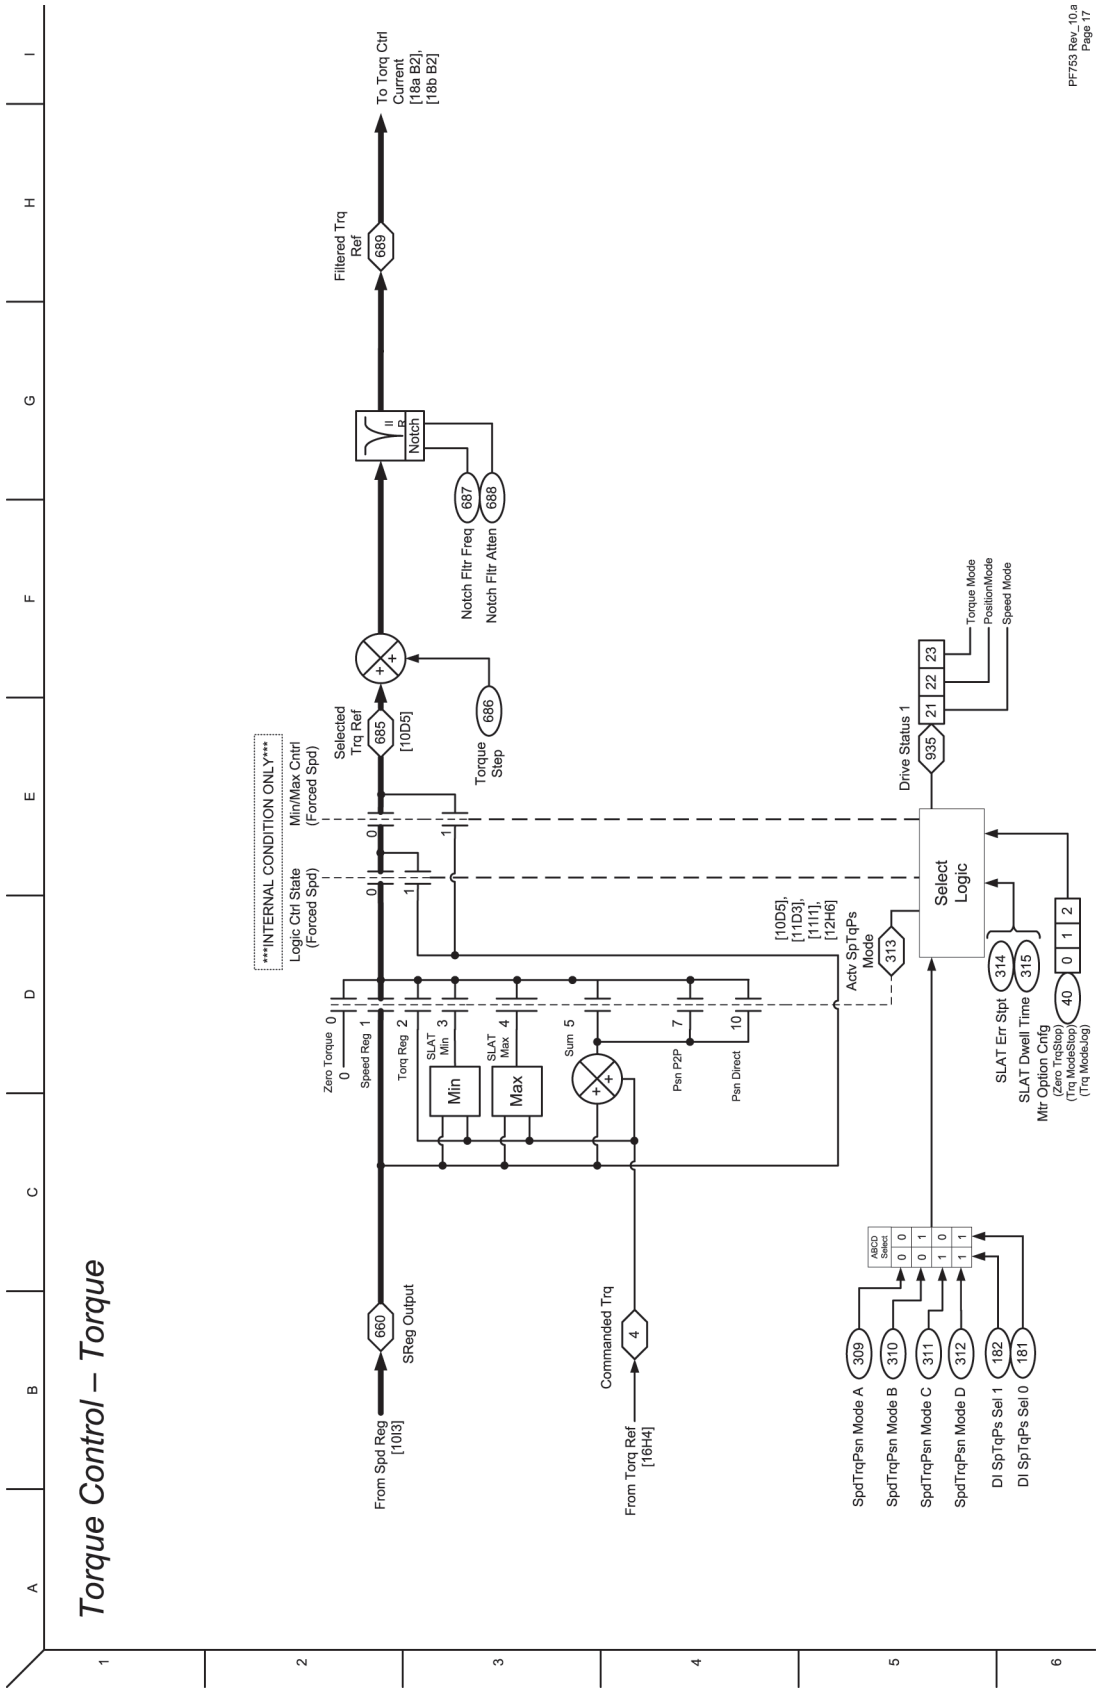 A B C D E F G H I
1
2
3
4
5
6
Torque Control – Torque
***INTERNAL CONDITION ONLY***
Logic Ctrl State
(Forced Spd)
Min/Max Cntrl
(Forced Spd)
From Spd Reg
[10I3]
660
SReg Output
Zero Torque 0
0
Speed Reg 1
Torq Reg 2
SLAT
Min 3
Min
SLAT
Max 4
Max
Sum 5
+
+
Psn P2P 7
Psn Direct 10
0
1
0
1
Selected
Trq Ref
685
[10D5]
+
+
686
Torque
Step
II
R
Notch
687
688
Notch Fltr Freq
Notch Fltr Atten
Filtered Trq
Ref
689
To Torq Ctrl
Current
[18a B2],
[18b B2]
From Torq Ref
[16H4]
Commanded Trq
4
SpdTrqPsn Mode A 309
SpdTrqPsn Mode B 310
SpdTrqPsn Mode C 311
SpdTrqPsn Mode D 312
DI SpTqPs Sel 1 182
DI SpTqPs Sel 0 181
ABCD
Select
0 0
0 1
1 0
1 1
[10D5],
[11D3],
[11I1],
[12H6]
Actv SpTqPs
Mode
313
Select
Logic
Drive Status 1
935
21 22 23
Torque Mode
PositionMode
Speed Mode
SLAT Err Stpt 314
SLAT Dwell Time 315
Mtr Option Cnfg 40
0 1 2
(Zero TrqStop)
(Trq ModeStop)
(Trq ModeJog)
PF753 Rev_10.a
Page 17